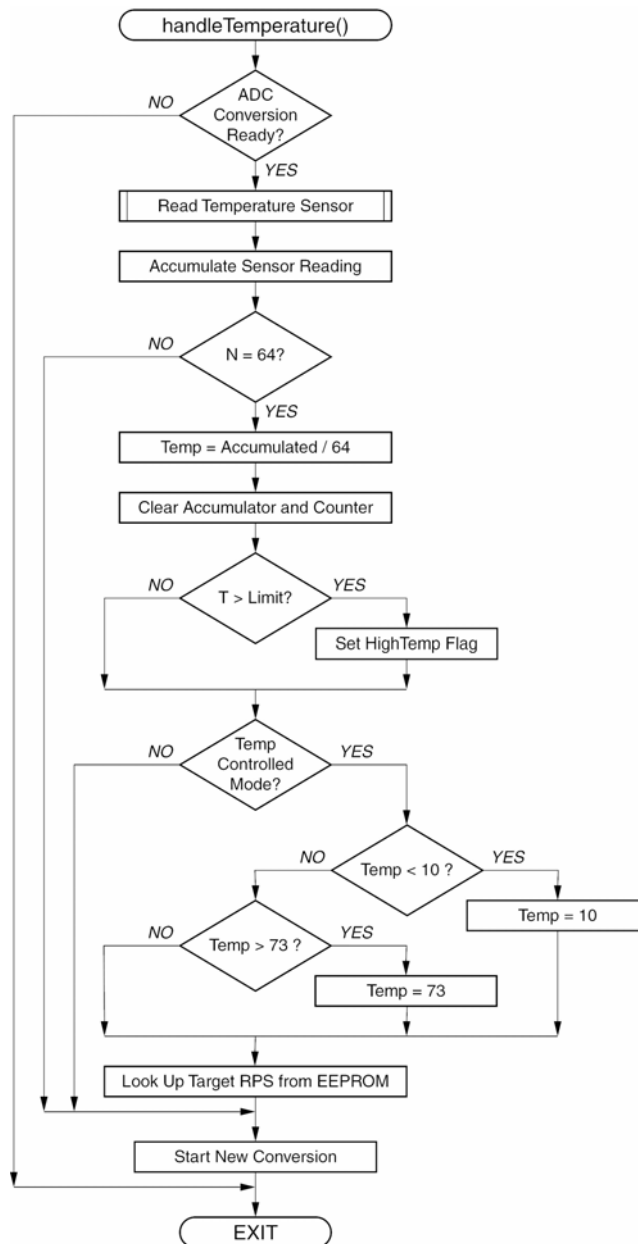 handleTemperature()
NO
ADC
Conversion
Ready?
YES
Read Temperature Sensor
Accumulate Sensor Reading
NO
N = 64?
YES
Temp = Accumulated / 64
Clear Accumulator and Counter
NO
T > Limit?
YES
Set HighTemp Flag
NO
Temp
Controlled
Mode?
YES
NO
Temp < 10 ?
YES
Temp = 10
NO
Temp > 73 ?
YES
Temp = 73
Look Up Target RPS from EEPROM
Start New Conversion
EXIT